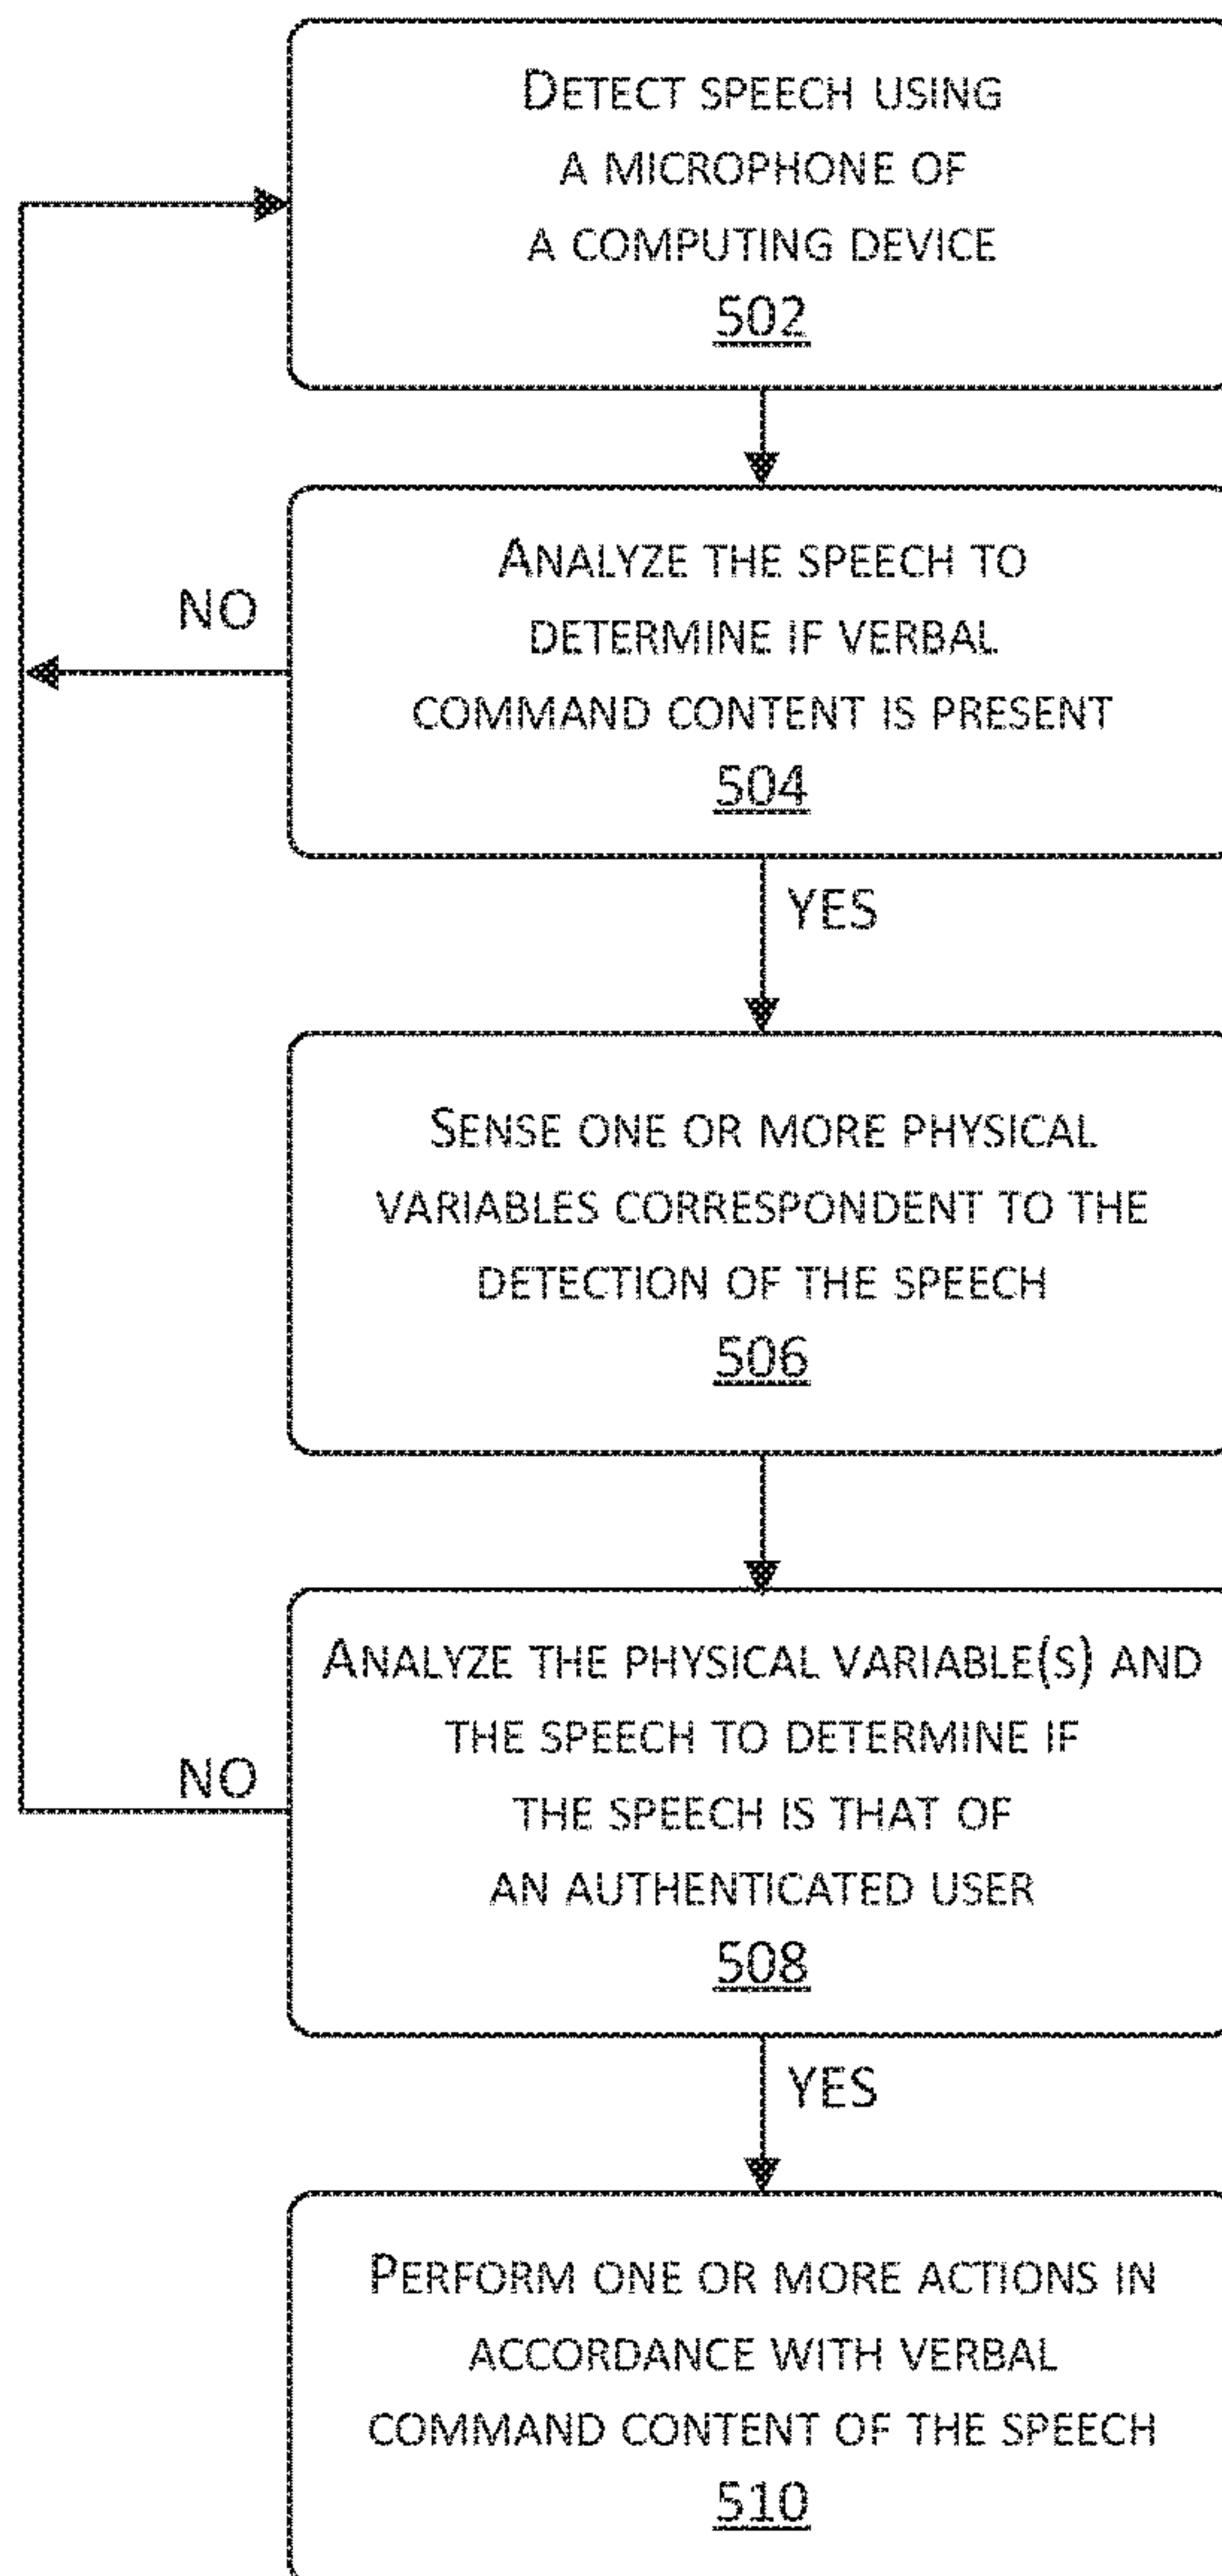 DETECT SPEECH USING
A MICROPHONE OF
A COMPUTING DEVICE
502
NO
ANALYZE THE SPEECH TO
DETERMINE IF VERBAL
COMMAND CONTENT IS PRESENT
504
YES
SENSE ONE OR MORE PHYSICAL
VARIABLES CORRESPONDENT TO THE
DETECTION OF THE SPEECH
506
ANALYZE THE PHYSICAL VARIABLE(S) AND
THE SPEECH TO DETERMINE IF
THE SPEECH IS THAT OF
AN AUTHENTICATED USER
508
NO
YES
PERFORM ONE OR MORE ACTIONS IN
ACCORDANCE WITH VERBAL
COMMAND CONTENT OF THE SPEECH
510